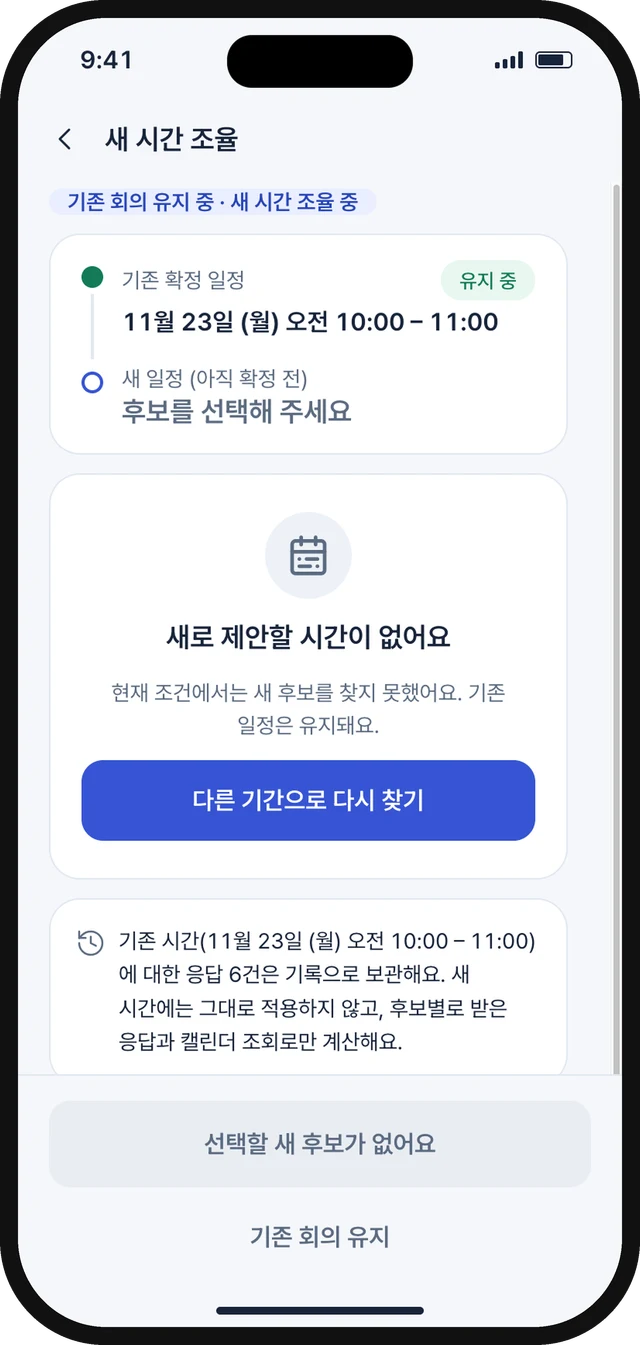 9:41
새 시간 조율
기존 회의 유지 중 · 새 시간 조율 중
기존 확정 일정
유지 중
11월 23일 (월) 오전 10:00 – 11:00
새 일정 (아직 확정 전)
후보를 선택해 주세요
새로 제안할 시간이 없어요
현재 조건에서는 새 후보를 찾지 못했어요. 기존
일정은 유지돼요.
다른 기간으로 다시 찾기
기존 시간(11월 23일 (월) 오전 10:00 – 11:00)
에 대한 응답 6건은 기록으로 보관해요. 새
시간에는 그대로 적용하지 않고, 후보별로 받은
응답과 캘린더 조회로만 계산해요.
선택할 새 후보가 없어요
기존 회의 유지